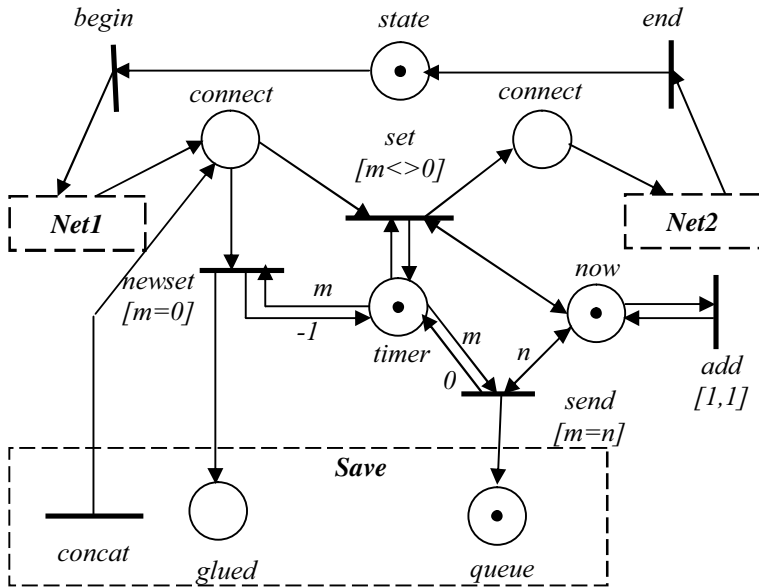 begin
state
end
connect
connect
set
[m<>0]
Net1
Net2
newset
[m=0]
m
-1
timer
m
0
n
now
add
[1,1]
send
[m=n]
Save
concat
glued
queue